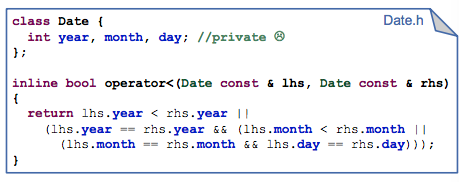 Date.h
class Date {
  int year, month, day; //private ☹
};
inline bool operator<(Date const & lhs, Date const & rhs)
{
  return lhs.year < rhs.year ||
    (lhs.year == rhs.year && (lhs.month < rhs.month ||
      (lhs.month == rhs.month && lhs.day == rhs.day)));
}